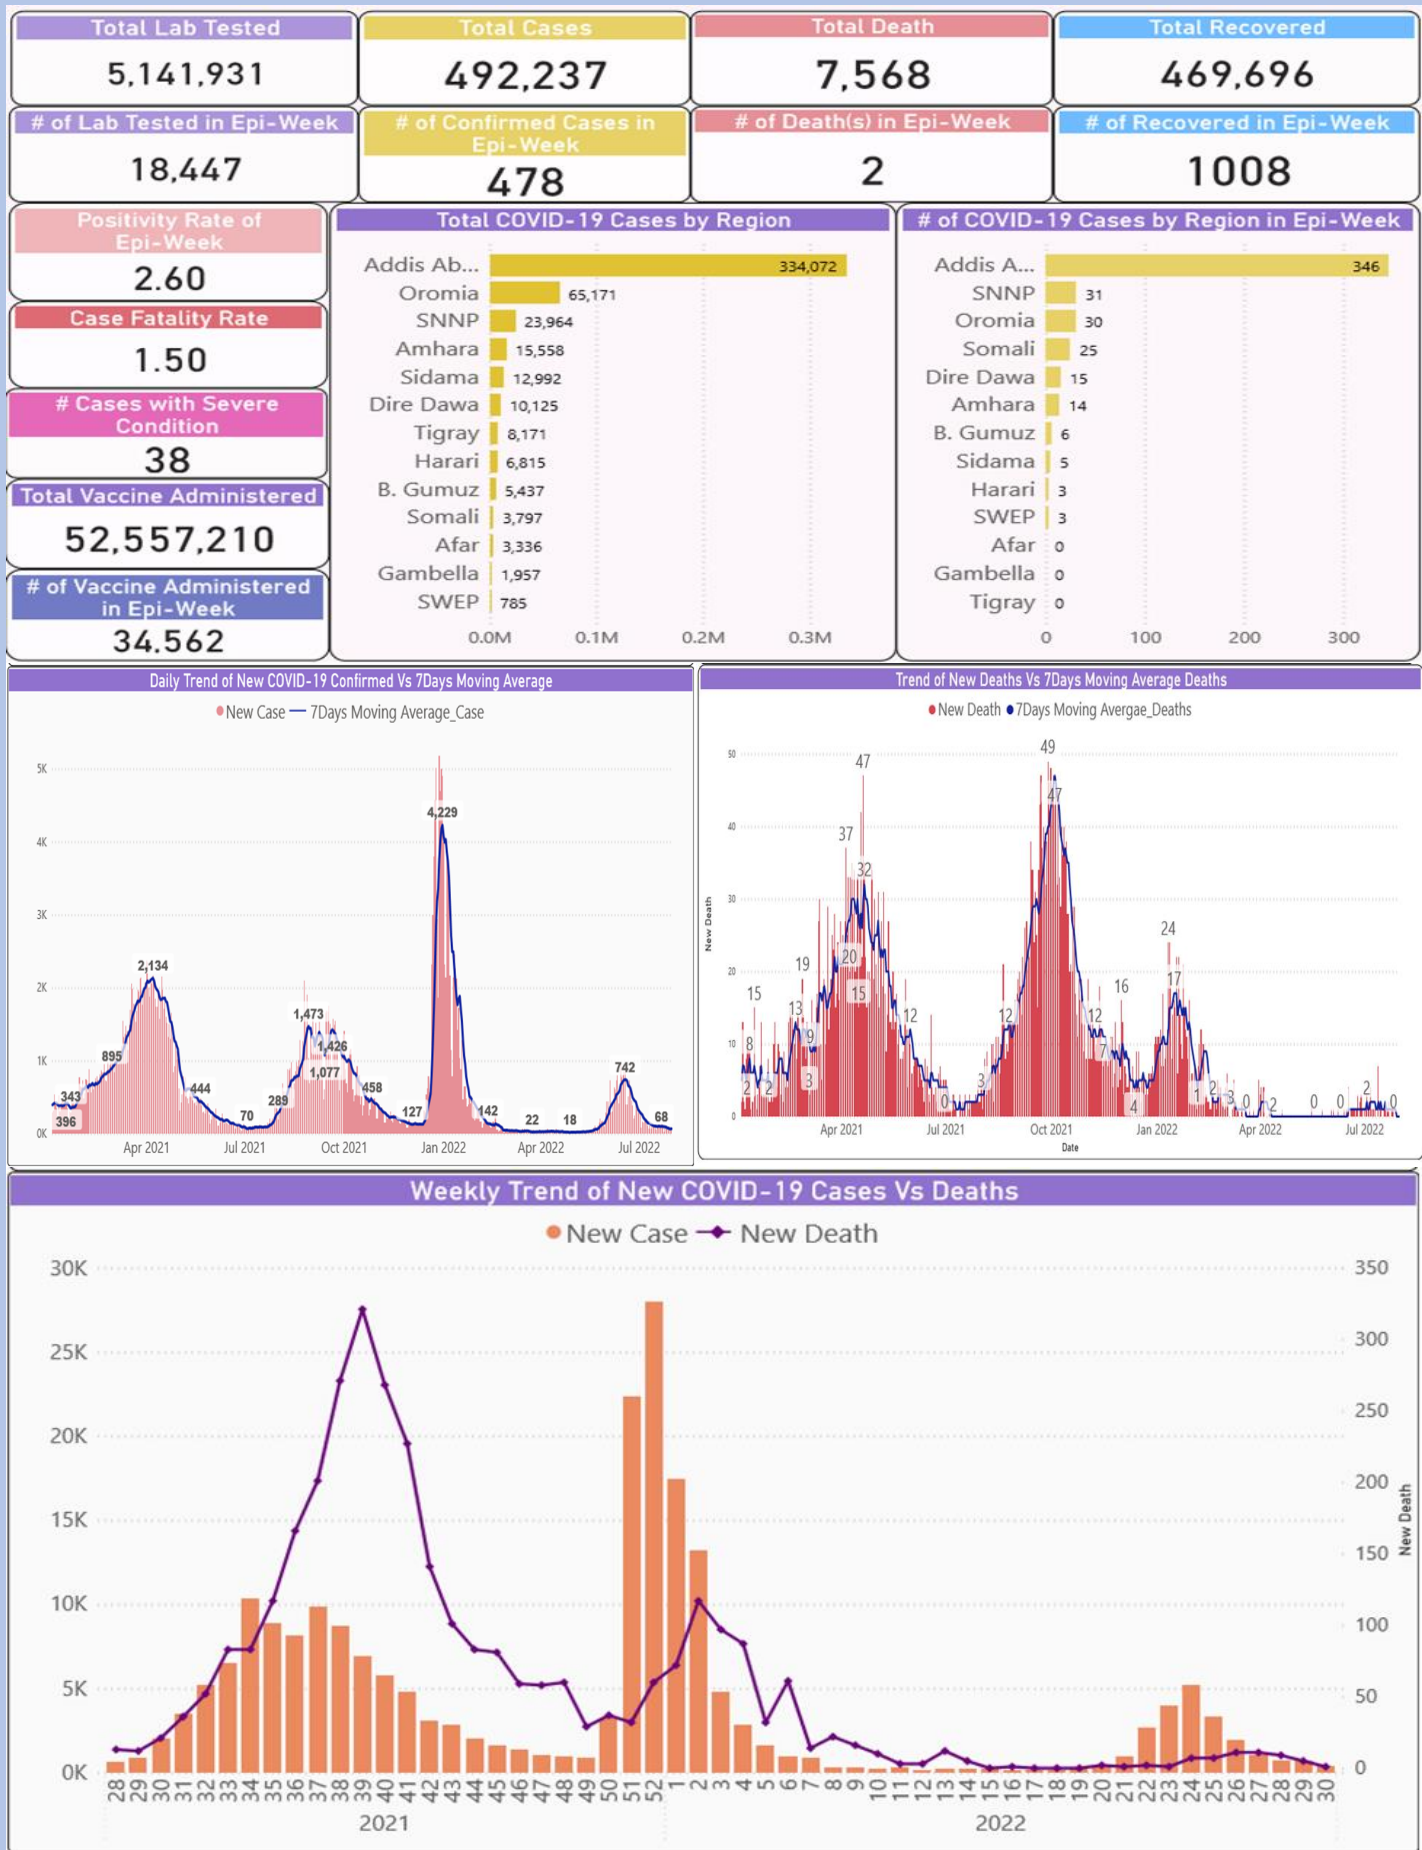 Total Lab Tested
5,141,931
Total Cases
492,237
Total Death
7,568
Total Recovered
469,696
# of Lab Tested in Epi-Week
18,447
# of Confirmed Cases in
Epi-Week
478
# of Death(s) in Epi-Week
2
# of Recovered in Epi-Week
1008
Positivity Rate of
Epi-Week
2.60
Case Fatality Rate
1.50
# Cases with Severe
Condition
38
Total Vaccine Administered
52,557,210
# of Vaccine Administered
in Epi-Week
34,562
Total COVID-19 Cases by Region
Addis Ab... 334,072
Oromia 65,171
SNNP 23,964
Amhara 15,558
Sidama 12,992
Dire Dawa 10,125
Tigray 8,171
Harari 6,815
B. Gumuz 5,437
Somali 3,797
Afar 3,336
Gambella 1,957
SWEP 785
0.0M 0.1M 0.2M 0.3M
# of COVID-19 Cases by Region in Epi-Week
Addis A... 346
SNNP 31
Oromia 30
Somali 25
Dire Dawa 15
Amhara 14
B. Gumuz 6
Sidama 5
Harari 3
SWEP 3
Afar 0
Gambella 0
Tigray 0
0 100 200 300
Daily Trend of New COVID-19 Confirmed Vs 7Days Moving Average
New Case 7Days Moving Average_Case
5K
4K
3K
2K
1K
0K
396
343
895
2,134
444
70
289
1,473
1,077
1,426
458
127
4,229
142
22
18
742
68
Apr 2021 Jul 2021 Oct 2021 Jan 2022 Apr 2022 Jul 2022
Trend of New Deaths Vs 7Days Moving Average Deaths
New Death 7Days Moving Avergae_Deaths
New Death
50
40
30
20
10
0
2
8
15
2
13
19
9
3
37
20
15
47
32
12
0
3
12
49
47
12
7
16
4
24
17
1
2
3
0
2
0
0
2
0
Apr 2021 Jul 2021 Oct 2021 Jan 2022 Apr 2022 Jul 2022
Date
Weekly Trend of New COVID-19 Cases Vs Deaths
New Case New Death
30K
25K
20K
15K
10K
5K
0K
350
300
250
200
150
100
50
0
New Death
28 29 30 31 32 33 34 35 36 37 38 39 40 41 42 43 44 45 46 47 48 49 50 51 52 1 2 3 4 5 6 7 8 9 10 11 12 13 14 15 16 17 18 19 20 21 22 23 24 25 26 27 28 29 30
2021 2022